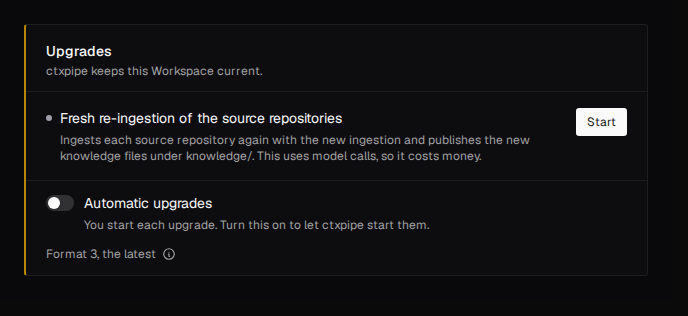 Upgrades
ctxpipe keeps this Workspace current.
Fresh re-ingestion of the source repositories
Start
Ingests each source repository again with the new ingestion and publishes the new
knowledge files under knowledge/. This uses model calls, so it costs money.
Automatic upgrades
You start each upgrade. Turn this on to let ctxpipe start them.
Format 3, the latest